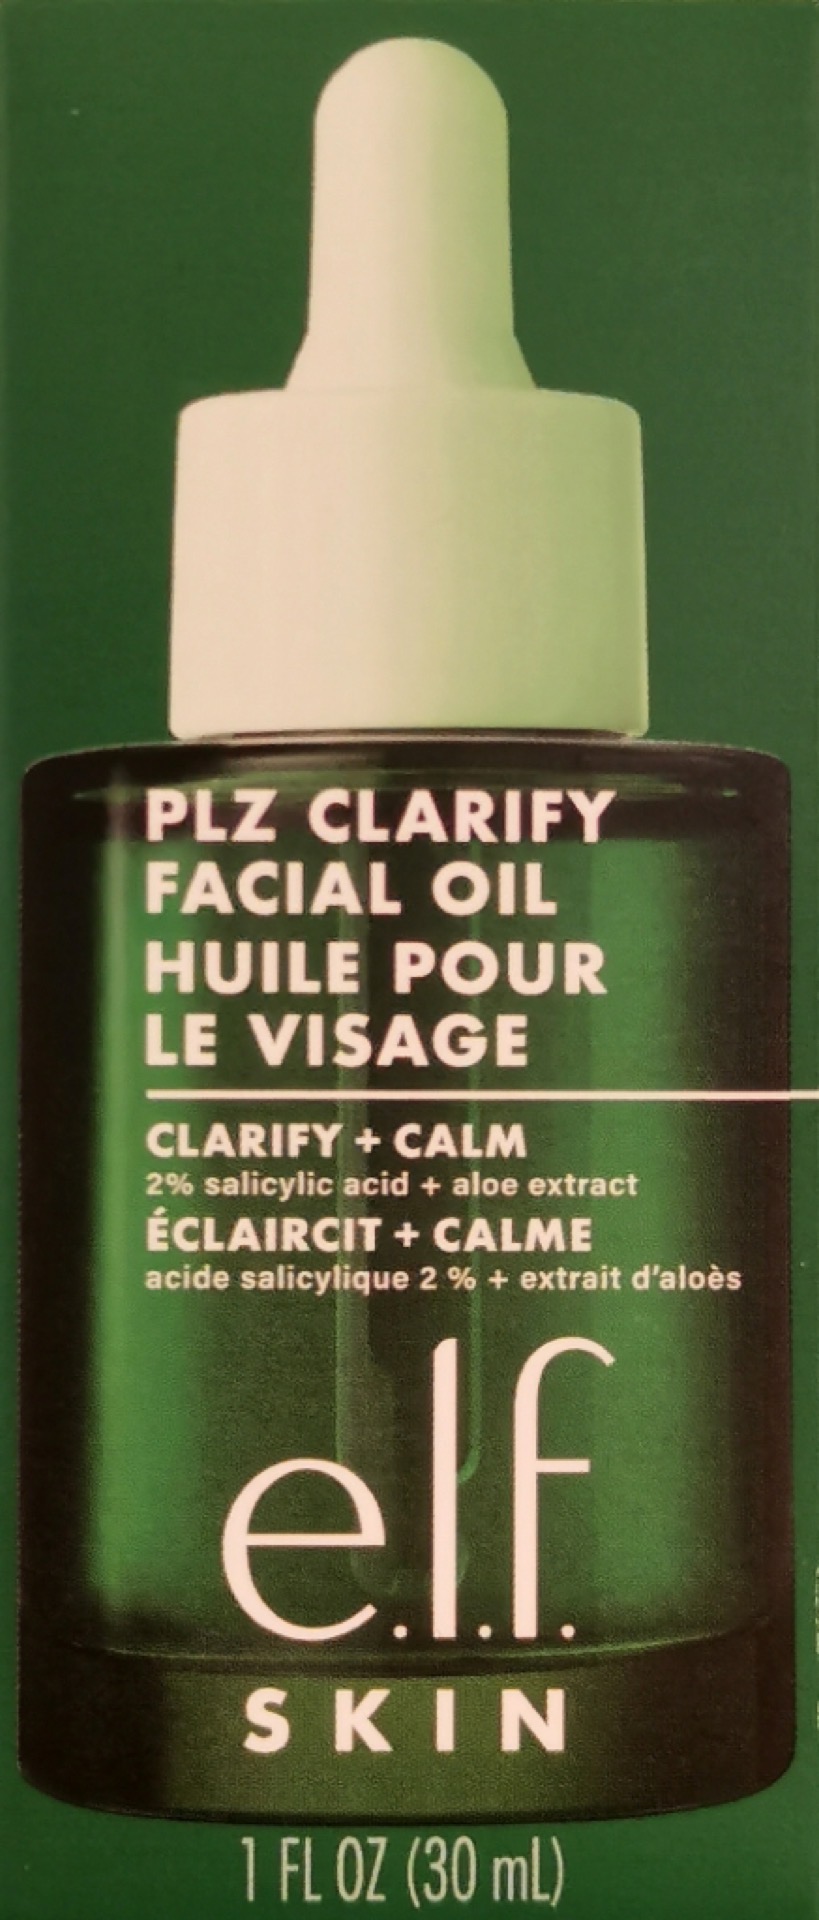 PLZ CLARIFY
FACIAL OIL
HUILE POUR
LE VISAGE
CLARIFY + CALM
2% salicylic acid + aloe extract
ÉCLAIRCIT + CALME
acide salicylique 2 % + extrait d'aloès
e.l.f.
SKIN
1 FL OZ (30 mL)